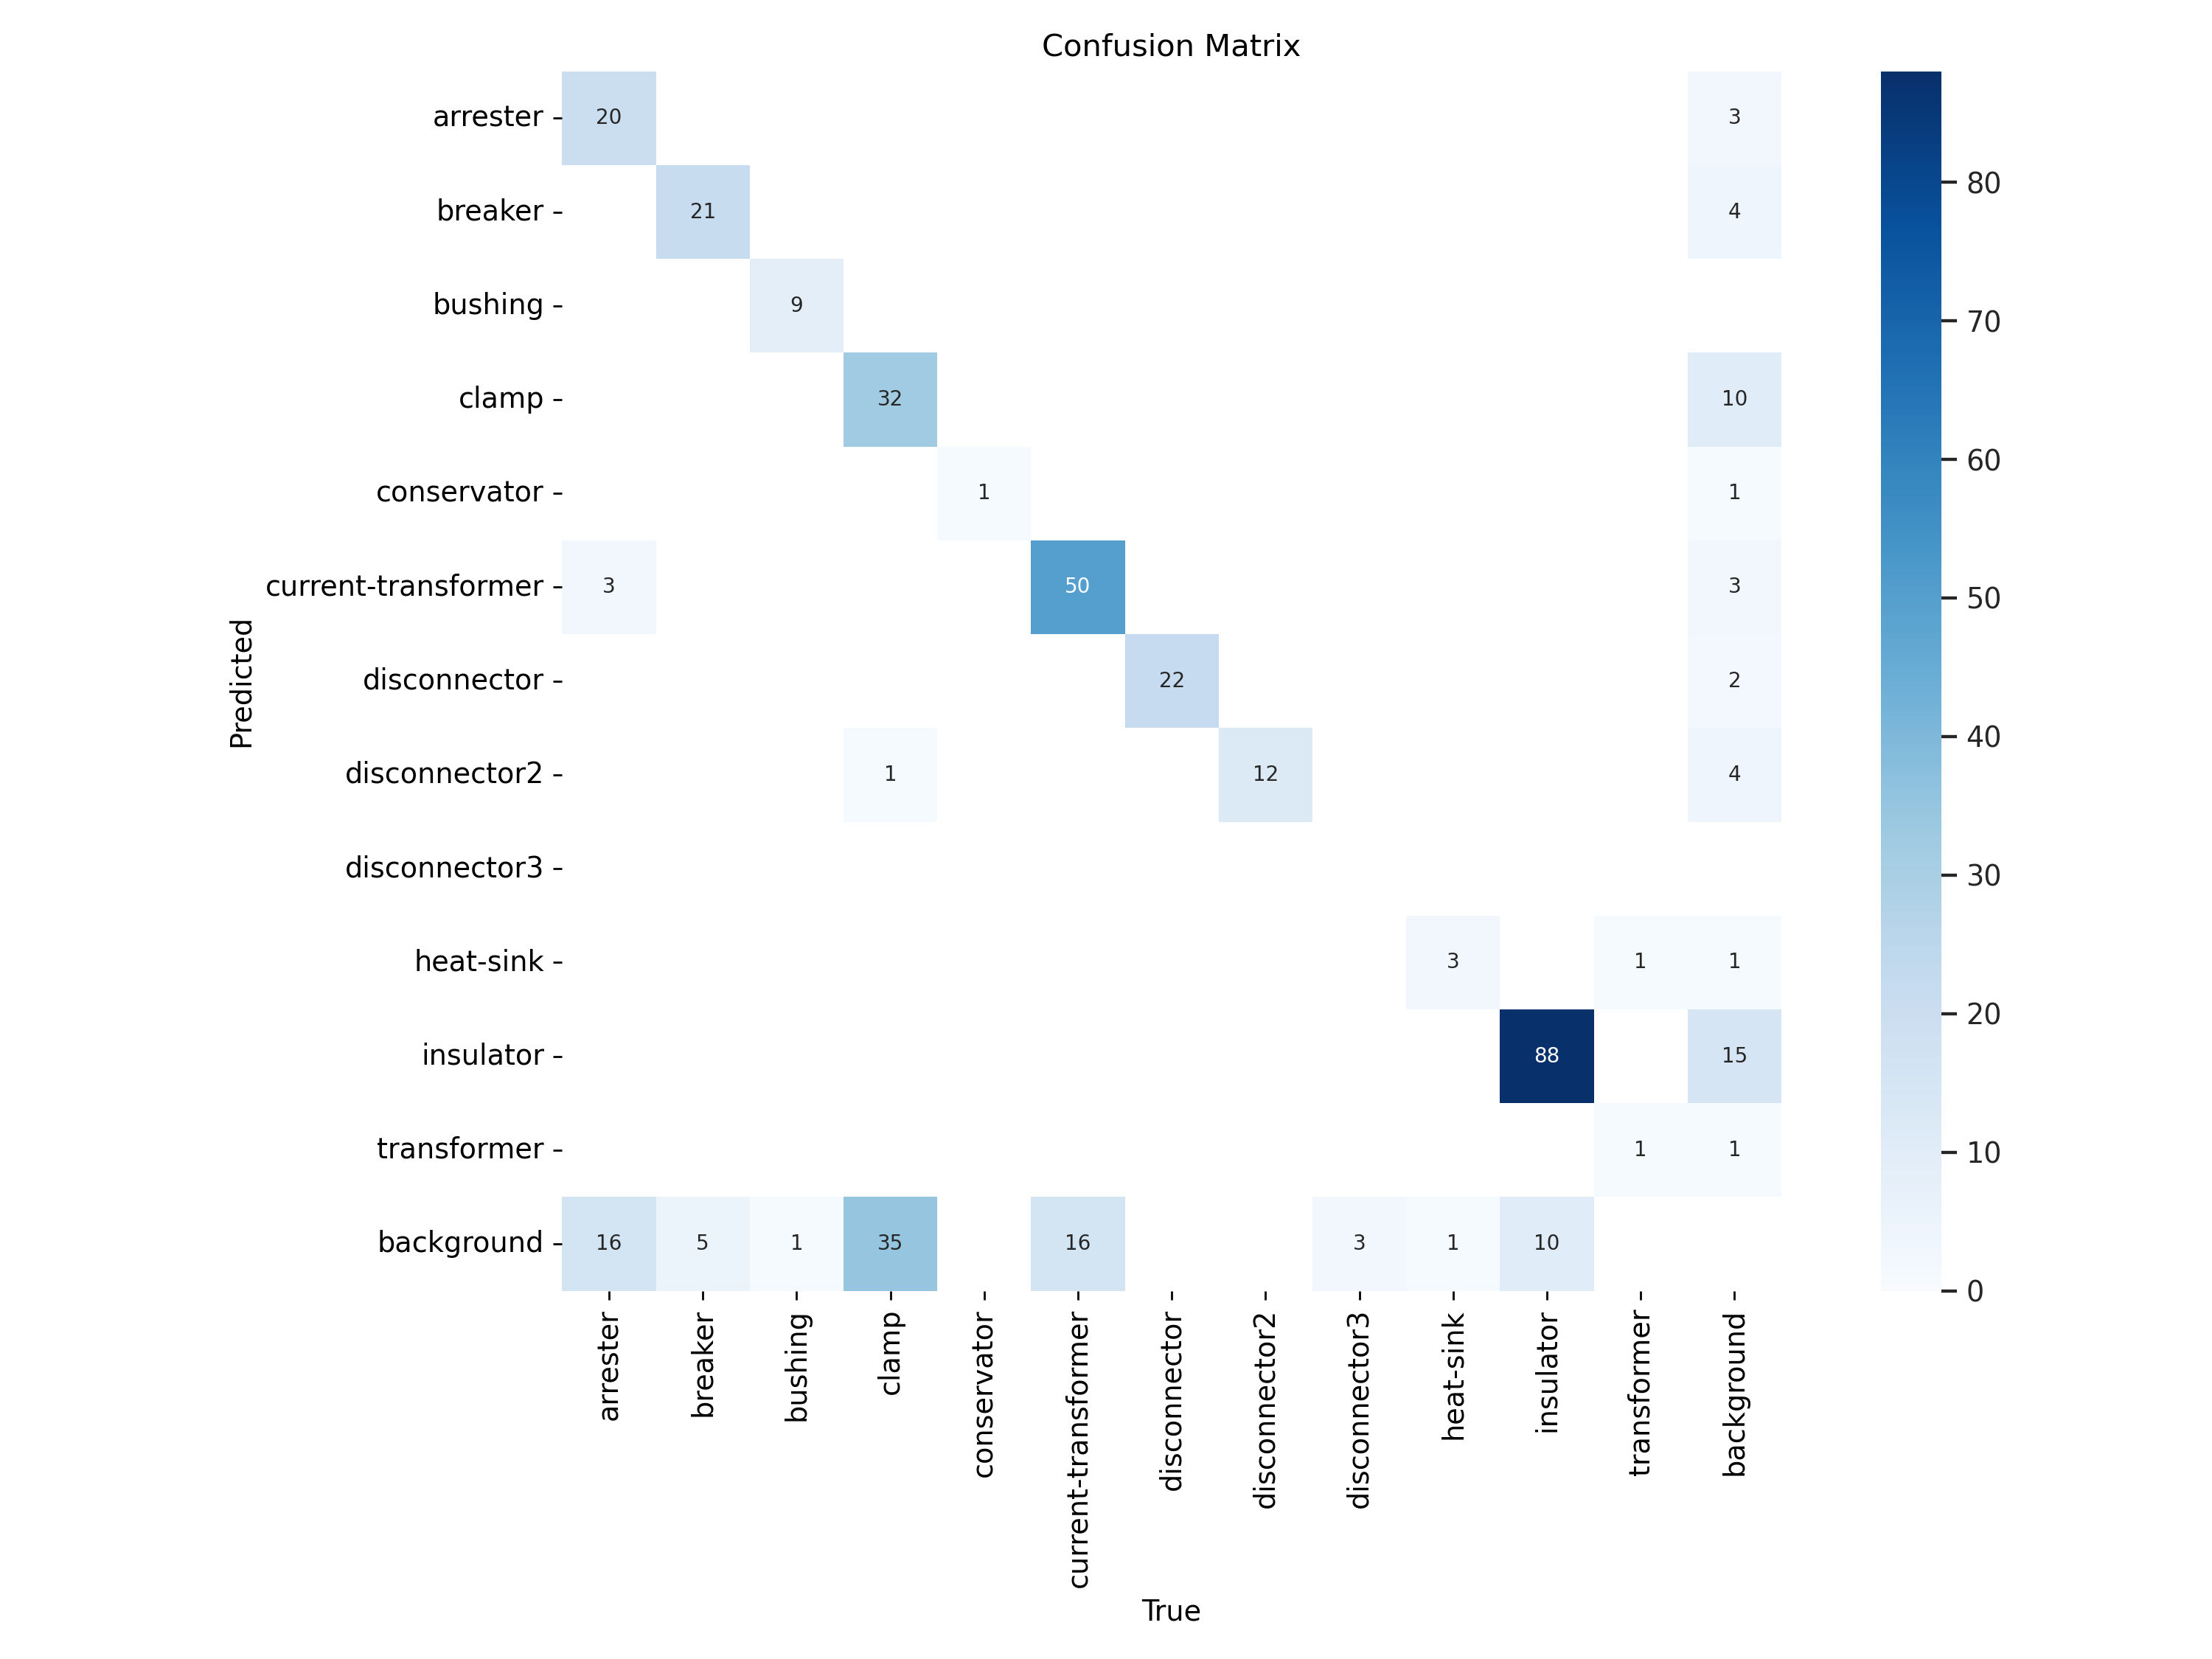 Confusion Matrix
arrester 20 3
breaker 21 4
bushing 9
clamp 32 10
conservator 1 1
current-transformer 3 50 3
disconnector 22 2
disconnector2 1 12 4
disconnector3
heat-sink 3 1 1
insulator 88 15
transformer 1 1
background 16 5 1 35 16 3 1 10
Predicted
arrester
breaker
bushing
clamp
conservator
current-transformer
disconnector
disconnector2
disconnector3
heat-sink
insulator
transformer
background
True
80
70
60
50
40
30
20
10
0